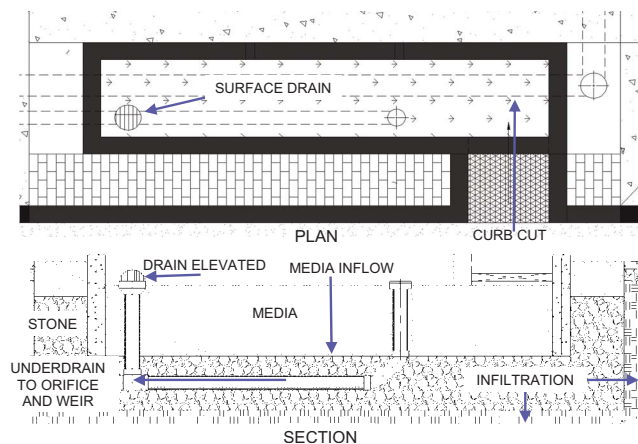 SURFACE DRAIN
PLAN
CURB CUT
DRAIN ELEVATED
MEDIA INFLOW
STONE
MEDIA
UNDERDRAIN
TO ORIFICE
AND WEIR
INFILTRATION
SECTION